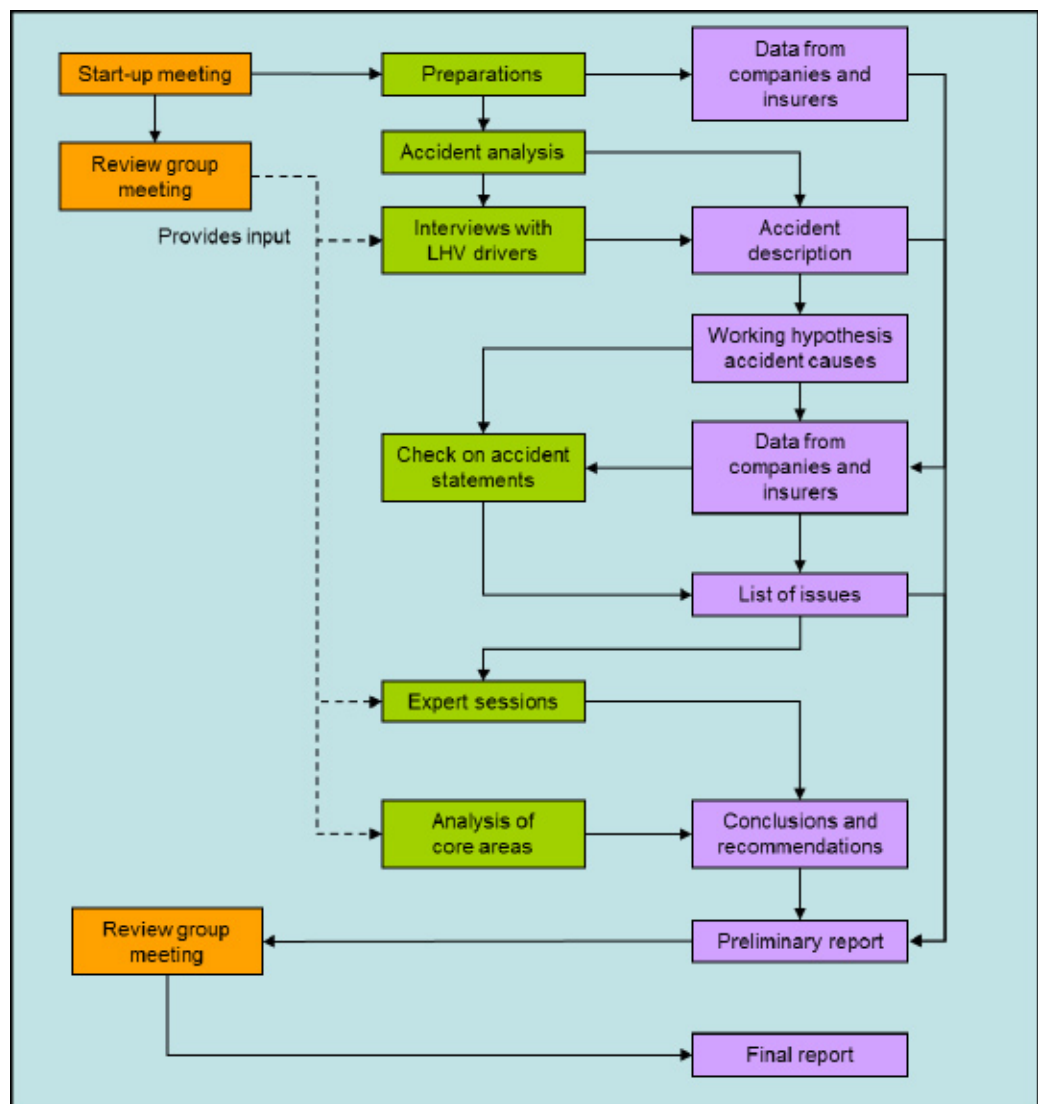 Start-up meeting
Preparations
Data from
companies and
insurers
Review group
meeting
Accident analysis
Provides input
Interviews with
LHV drivers
Accident
description
Working hypothesis
accident causes
Check on accident
statements
Data from
companies and
insurers
List of issues
Expert sessions
Analysis of
core areas
Conclusions and
recommendations
Review group
meeting
Preliminary report
Final report